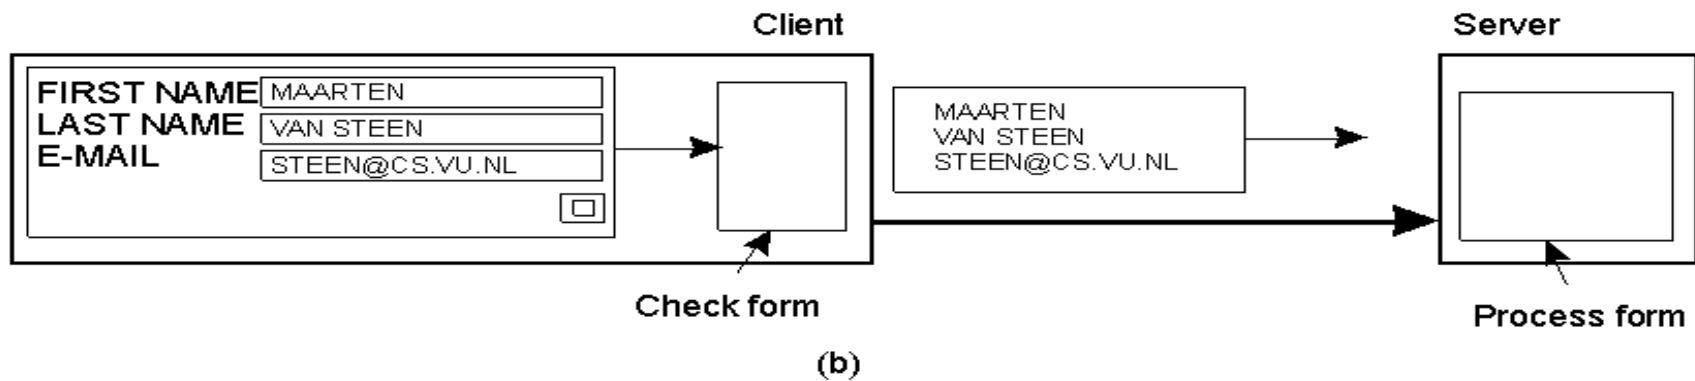 Client
Server
FIRST NAME MAARTEN
LAST NAME VAN STEEN
E-MAIL STEEN@CS.VU.NL
MAARTEN
VAN STEEN
STEEN@CS.VU.NL
Check form
Process form
(b)